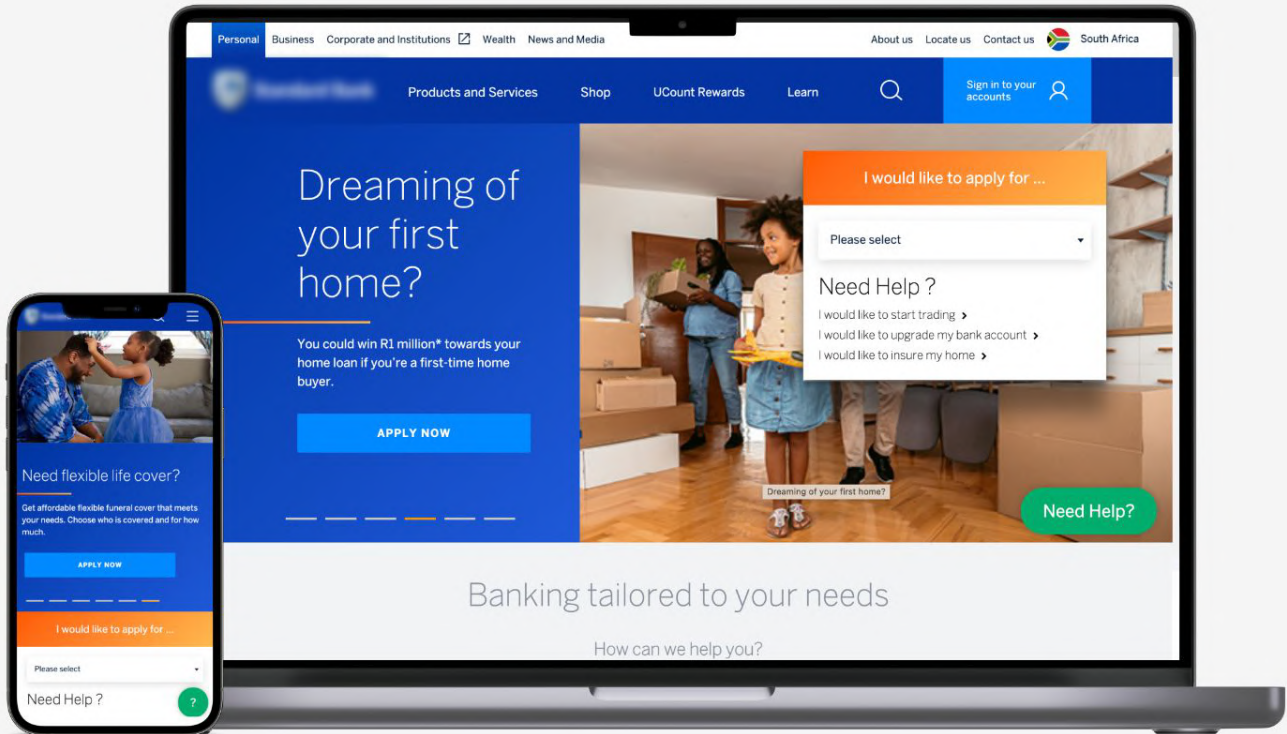 Personal Business Corporate and Institutions Wealth News and Media About us Locate us Contact us South Africa
Products and Services Shop UCount Rewards Learn
Sign in to your
accounts
Dreaming of
your first
home?
You could win R1 million* towards your
home loan if you're a first-time home
buyer.
APPLY NOW
I would like to apply for ...
Please select
Need Help ?
I would like to start trading
I would like to upgrade my bank account
I would like to insure my home
Dreaming of your first home?
Need Help?
Banking tailored to your needs
How can we help you?
Need flexible life cover?
Get affordable flexible funeral cover that meets
your needs. Choose who is covered and for how
much.
APPLY NOW
I would like to apply for ...
Please select
Need Help ?
?